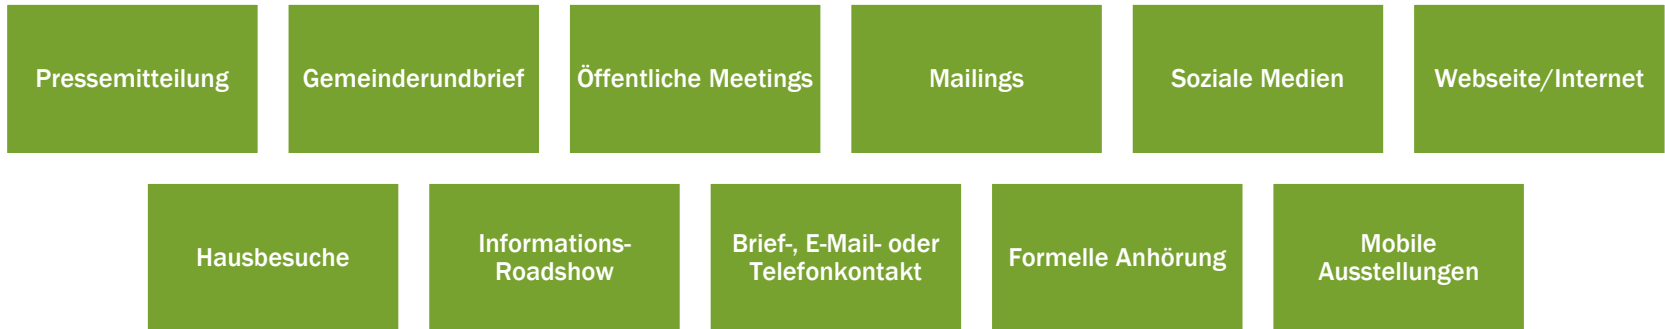 Pressemitteilung
Gemeinderundbrief
Öffentliche Meetings
Mailings
Soziale Medien
Webseite/Internet
Hausbesuche
Informations-
Roadshow
Brief-, E-Mail- oder
Telefonkontakt
Formelle Anhörung
Mobile
Ausstellungen